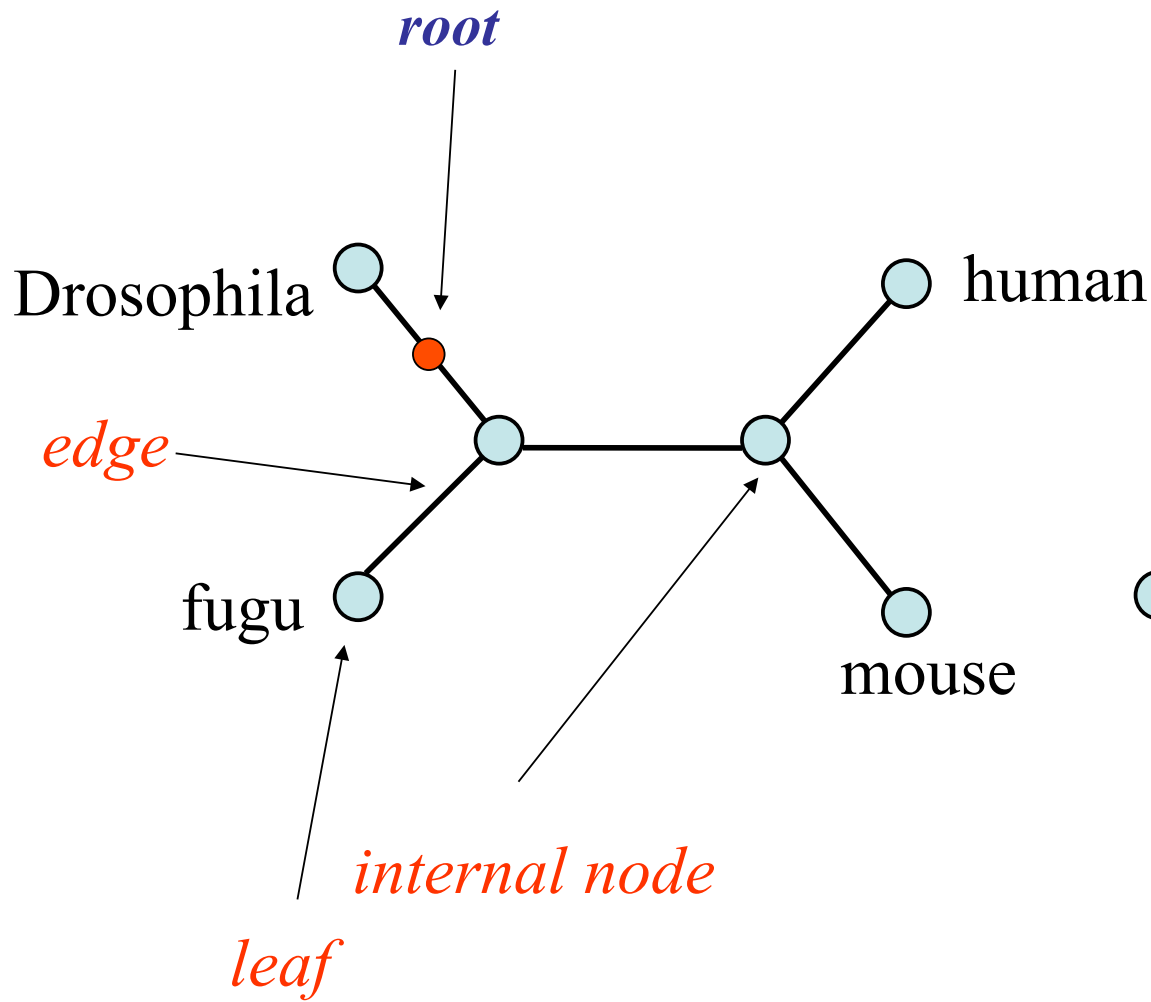 root
Drosophila
human
edge
fugu
mouse
internal node
leaf